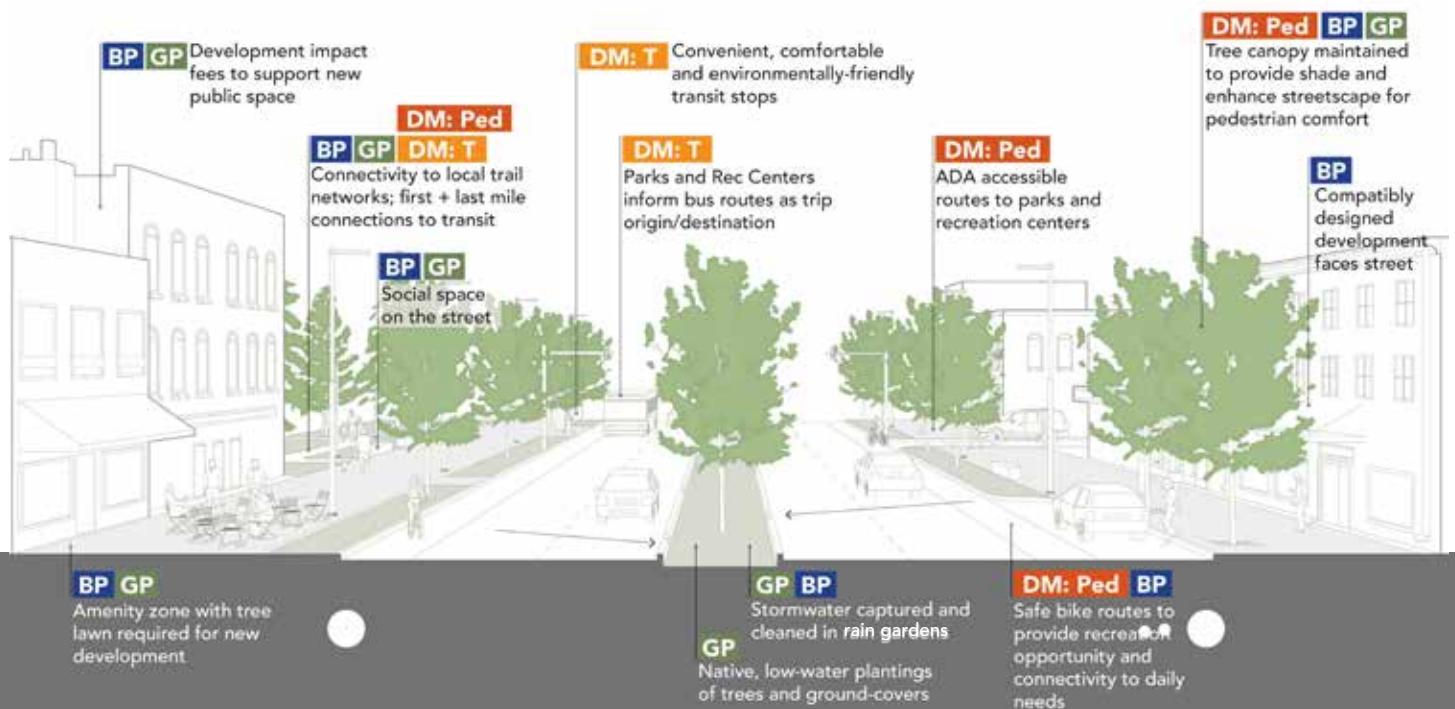 BP GP Development impact
fees to support new
public space
DM: Ped
BP GP DM: T
Connectivity to local trail
networks; first + last mile
connections to transit
BP GP
Social space
on the street
DM: T Convenient, comfortable
and environmentally-friendly
transit stops
DM: T
Parks and Rec Centers
inform bus routes as trip
origin/destination
DM: Ped
ADA accessible
routes to parks and
recreation centers
DM: Ped BP GP
Tree canopy maintained
to provide shade and
enhance streetscape for
pedestrian comfort
BP
Compatibly
designed
development
faces street
BP GP
Amenity zone with tree
lawn required for new
development
GP BP
Stormwater captured and
cleaned in rain gardens
GP
Native, low-water plantings
of trees and ground-covers
DM: Ped BP
Safe bike routes to
provide recreation
opportunity and
connectivity to daily
needs